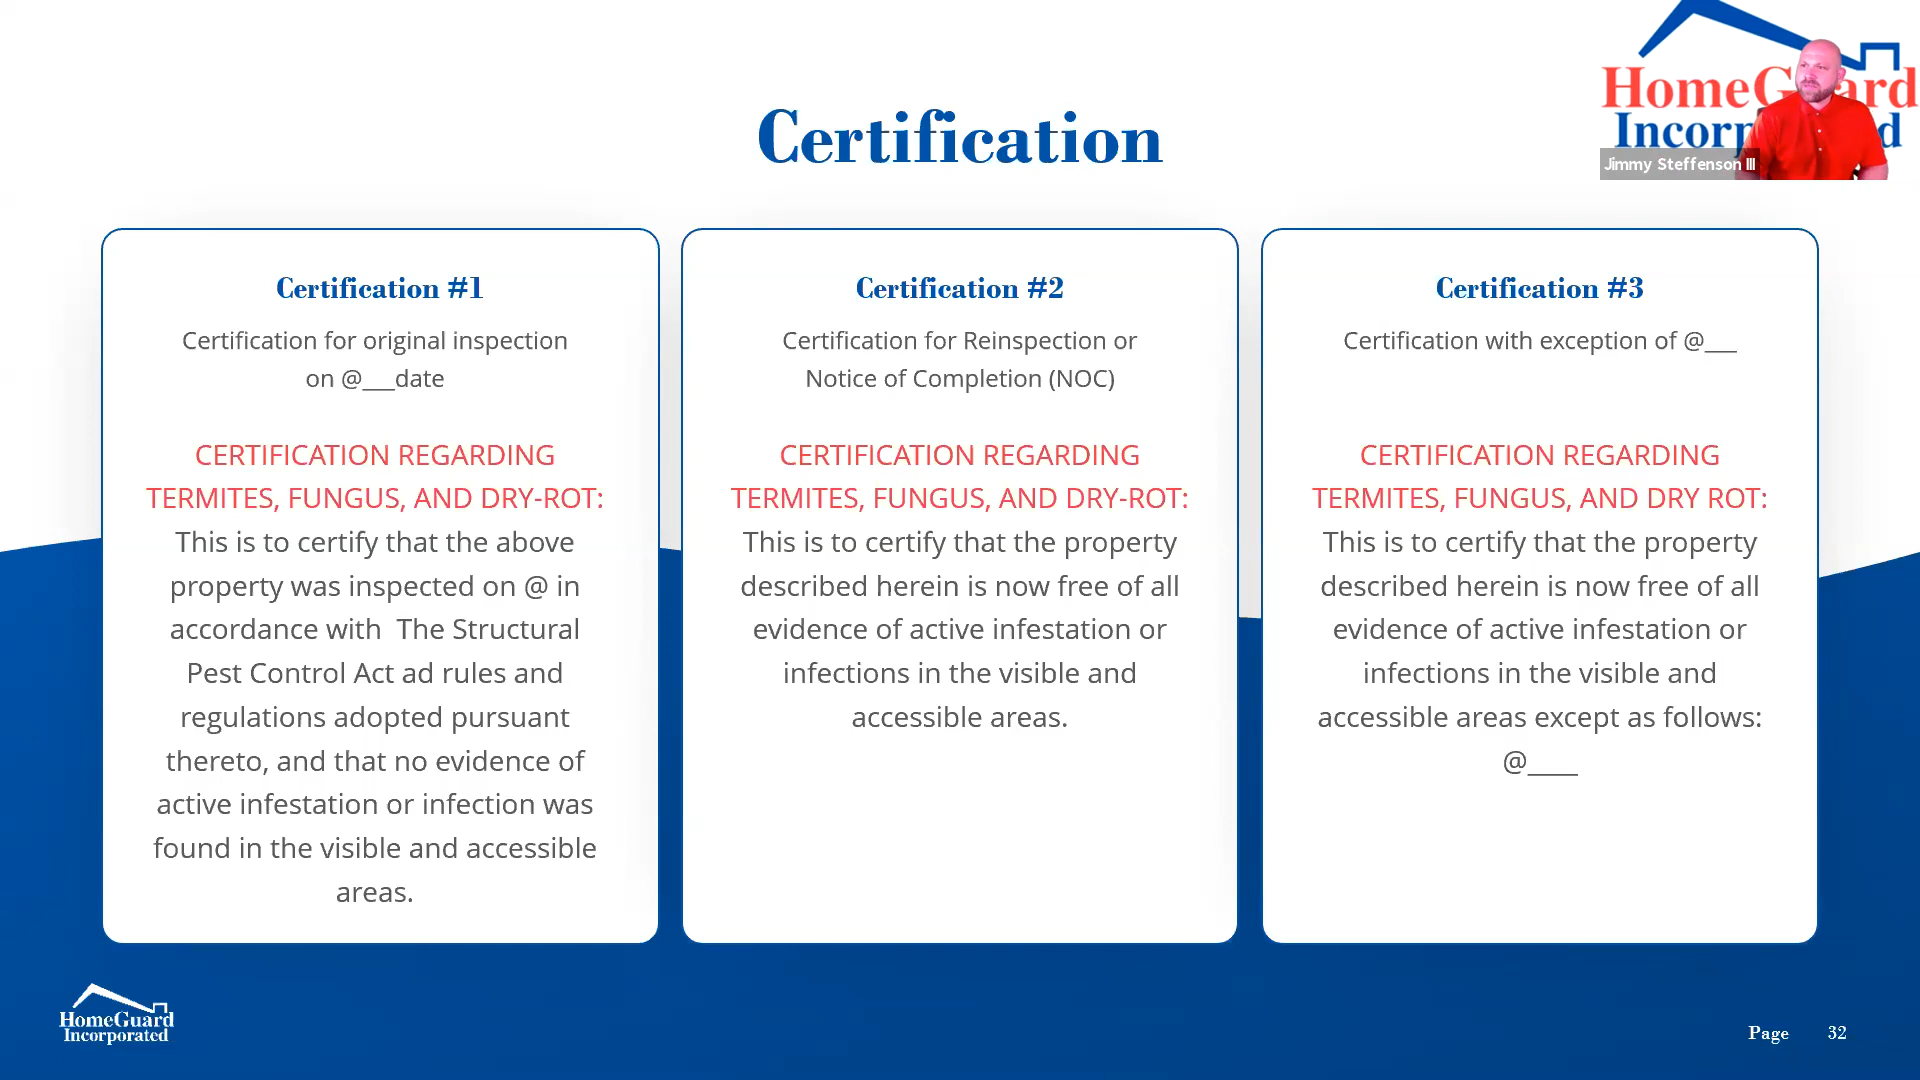 HomeG ard
Incorp d
Jimmy Steffenson III
Certification
Certification #1
Certification for original inspection
on @___date
CERTIFICATION REGARDING
TERMITES, FUNGUS, AND DRY-ROT:
This is to certify that the above
property was inspected on @ in
accordance with  The Structural
Pest Control Act ad rules and
regulations adopted pursuant
thereto, and that no evidence of
active infestation or infection was
found in the visible and accessible
areas.
Certification #2
Certification for Reinspection or
Notice of Completion (NOC)
CERTIFICATION REGARDING
TERMITES, FUNGUS, AND DRY-ROT:
This is to certify that the property
described herein is now free of all
evidence of active infestation or
infections in the visible and
accessible areas.
Certification #3
Certification with exception of @___
CERTIFICATION REGARDING
TERMITES, FUNGUS, AND DRY ROT:
This is to certify that the property
described herein is now free of all
evidence of active infestation or
infections in the visible and
accessible areas except as follows:
@____
HomeGuard
Incorporated
Page 32